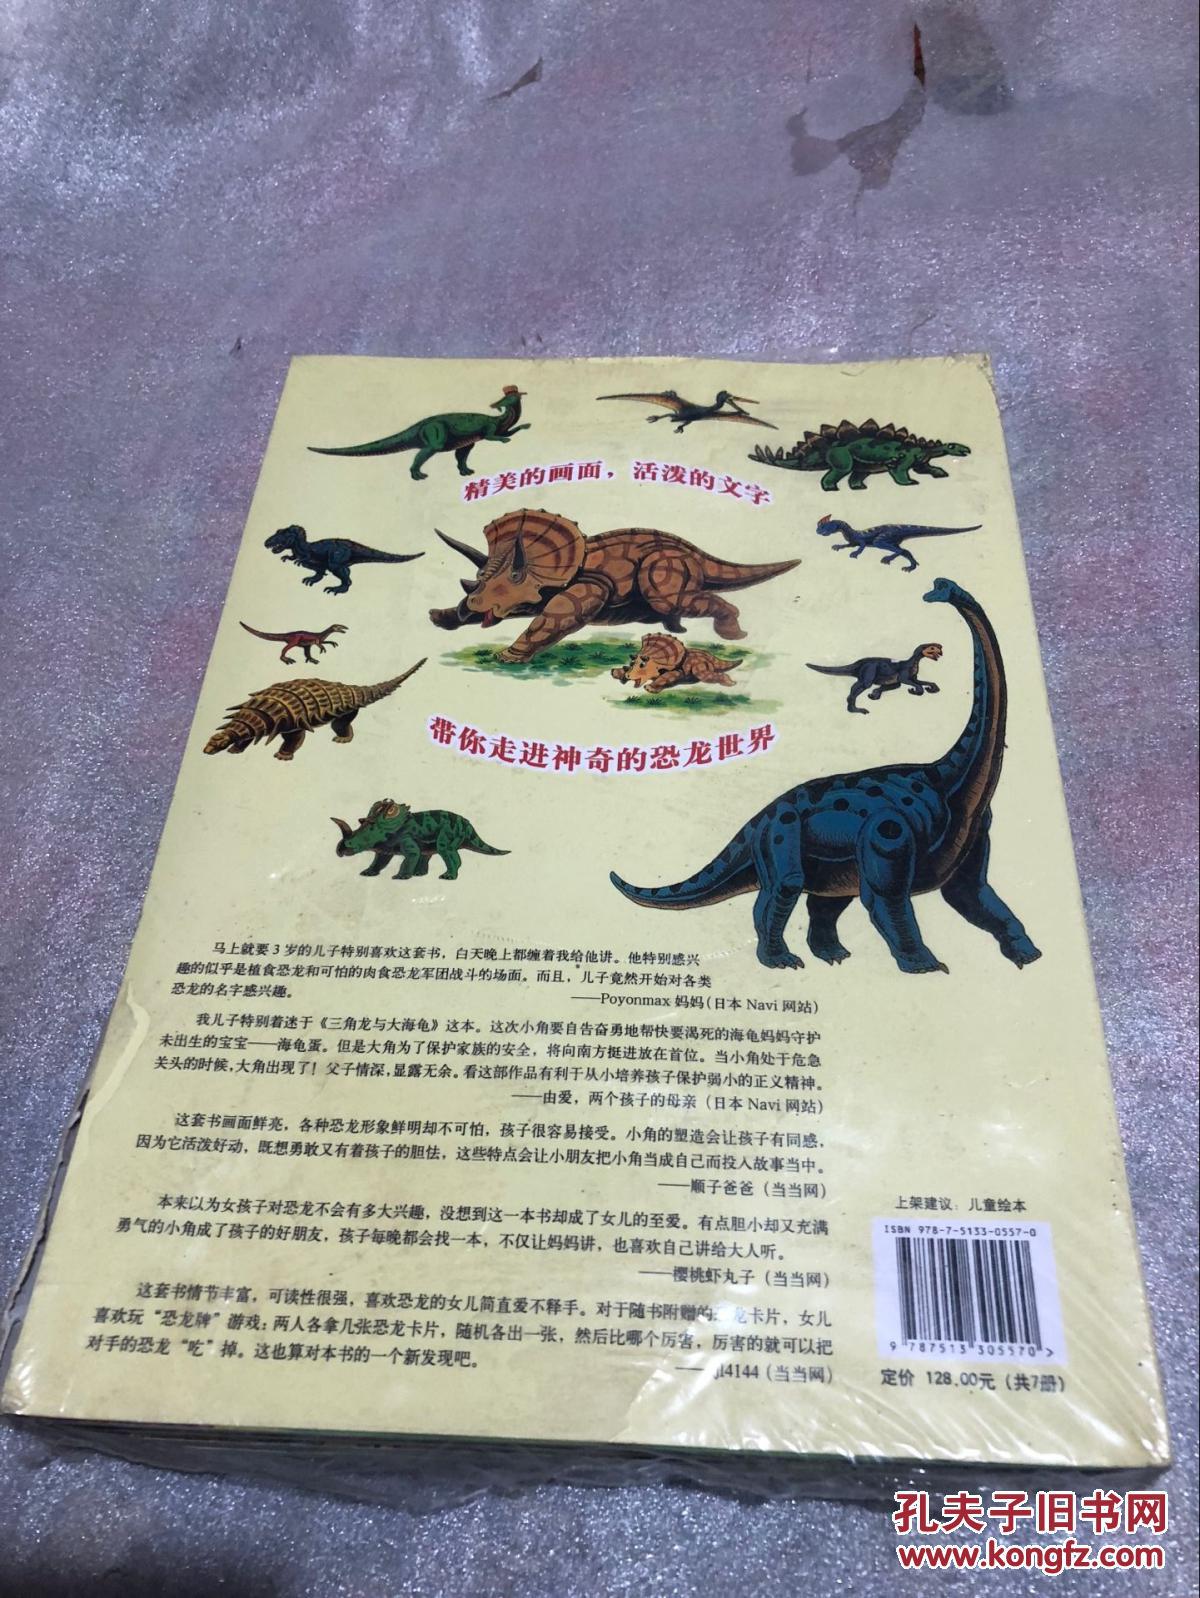 精美的画面，活泼的文字
带你走进神奇的恐龙世界
马上就要3岁的儿子特别喜欢这套书，白天晚上都缠着我给他讲。他特别感兴
趣的似乎是植食恐龙和可怕的肉食恐龙军团战斗的场面。而且，儿子竟然开始对各类
恐龙的名字感兴趣。
——Poyonmax 妈妈（日本 Navi 网站）
我儿子特别着迷于《三角龙与大海龟》这本。这次小角要自告奋勇地帮快要渴死的海龟妈妈守护
未出生的宝宝——海龟蛋。但是大角为了保护家族的安全，将向南方挺进放在首位。当小角处于危急
关头的时候，大角出现了！父子情深，显露无余。看这部作品有利于从小培养孩子保护弱小的正义精神。
——由爱，两个孩子的母亲（日本 Navi 网站）
这套书画面鲜亮，各种恐龙形象鲜明却不可怕，孩子很容易接受。小角的塑造会让孩子有同感，
因为它活泼好动，既想勇敢又有着孩子的胆怯，这些特点会让小朋友把小角当成自己而投入故事当中。
——顺子爸爸（当当网）
本来以为女孩子对恐龙不会有多大兴趣，没想到这一本书却成了女儿的至爱。有点胆小却又充满
勇气的小角成了孩子的好朋友，孩子每晚都会找一本，不仅让妈妈讲，也喜欢自己讲给大人听。
——樱桃虾丸子（当当网）
这套书情节丰富，可读性很强，喜欢恐龙的女儿简直爱不释手。对于随书附赠的龙卡片，女儿
喜欢玩“恐龙牌”游戏：两人各拿几张恐龙卡片，随机各出一张，然后比哪个厉害，厉害的就可以把
对手的恐龙“吃”掉。这也算对本书的一个新发现吧。
4144（当当网）
上架建议：儿童绘本
ISBN 978-7-5133-0557-0
9 787513 305570 >
定价 128.00元（共7册）
孔夫子旧书网
www.kongfz.com